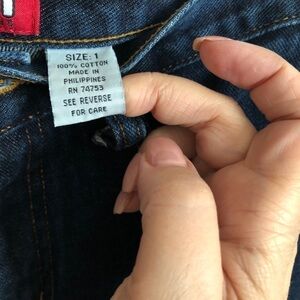 SIZE: 1
100% COTTON
MADE IN
PHILIPPINES
RN 74753
SEE REVERSE
FOR CARE